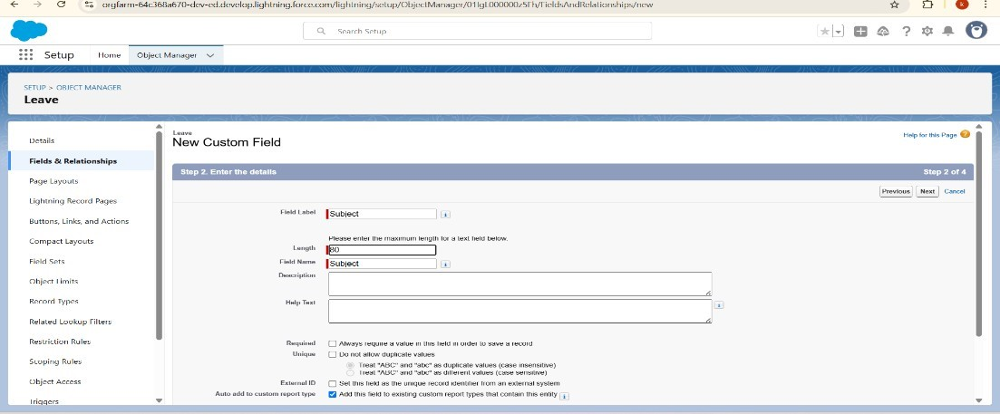 orgfarm-64c368a670-dev-ed.develop.lightning.force.com/lightning/setup/ObjectManager/01IgL000000z5Fh/FieldsAndRelationships/new
k
Search Setup
Setup
Home
Object Manager
SETUP > OBJECT MANAGER
Leave
Details
Fields & Relationships
Page Layouts
Lightning Record Pages
Buttons, Links, and Actions
Compact Layouts
Field Sets
Object Limits
Record Types
Related Lookup Filters
Restriction Rules
Scoping Rules
Object Access
Triggers
Leave
New Custom Field
Help for this Page ?
Step 2. Enter the details
Step 2 of 4
Previous Next Cancel
Field Label Subject i
Please enter the maximum length for a text field below.
Length 80
Field Name Subject i
Description
Help Text i
Required Always require a value in this field in order to save a record
Unique Do not allow duplicate values
Treat "ABC" and "abc" as duplicate values (case insensitive)
Treat "ABC" and "abc" as different values (case sensitive)
External ID Set this field as the unique record identifier from an external system
Auto add to custom report type Add this field to existing custom report types that contain this entity i